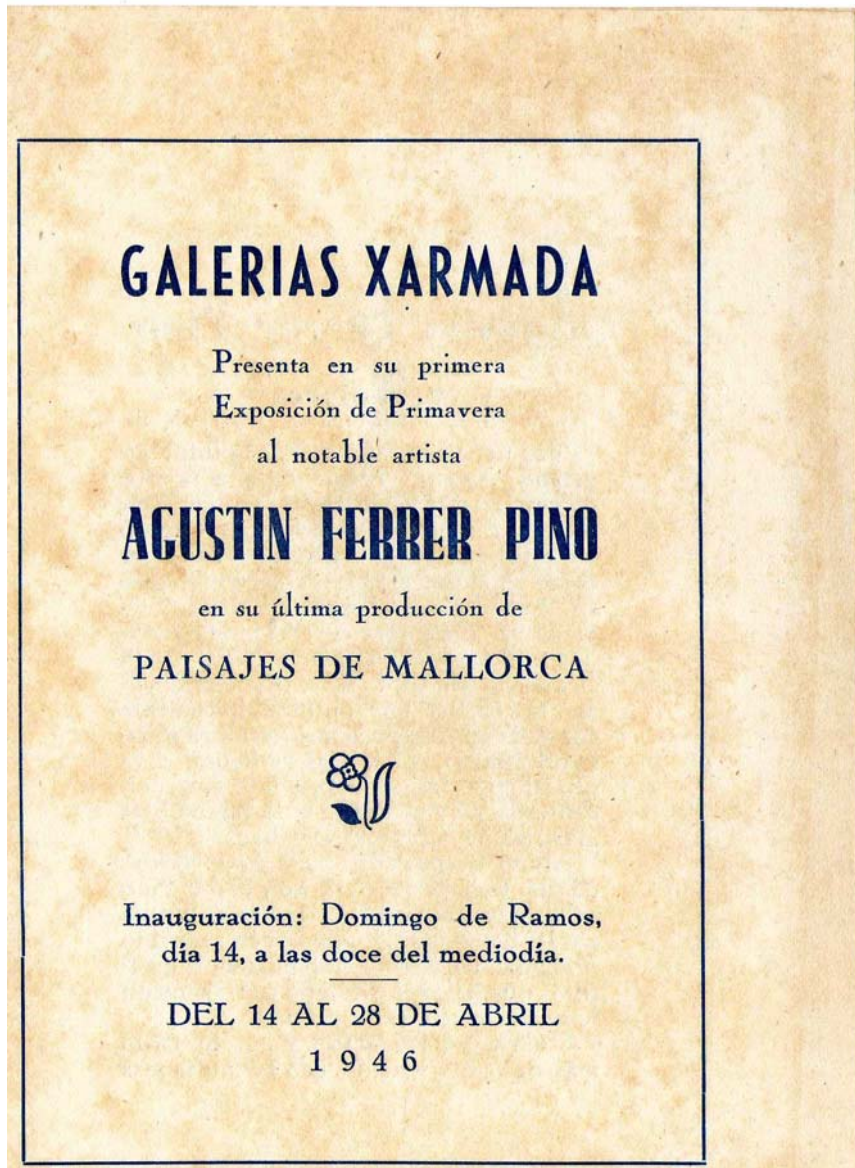 GALERIAS XARMADA
Presenta en su primera
Exposición de Primavera
al notable artista
AGUSTIN FERRER PINO
en su última producción de
PAISAJES DE MALLORCA
Inauguración: Domingo de Ramos,
día 14, a las doce del mediodía.
DEL 14 AL 28 DE ABRIL
1946